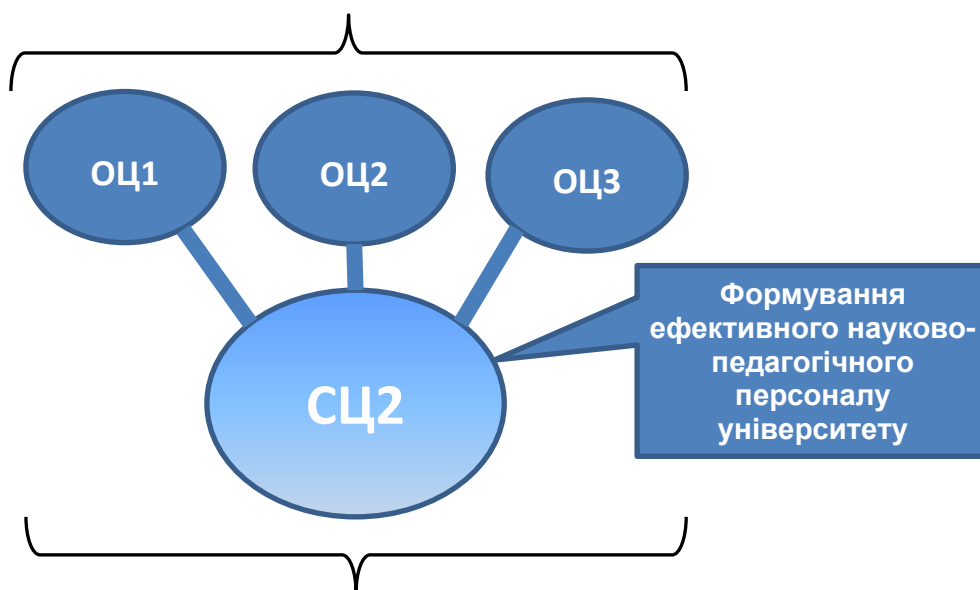 ОЦ1
ОЦ2
ОЦ3
СЦ2
Формування
ефективного науково-
педагогічного
персоналу
університету